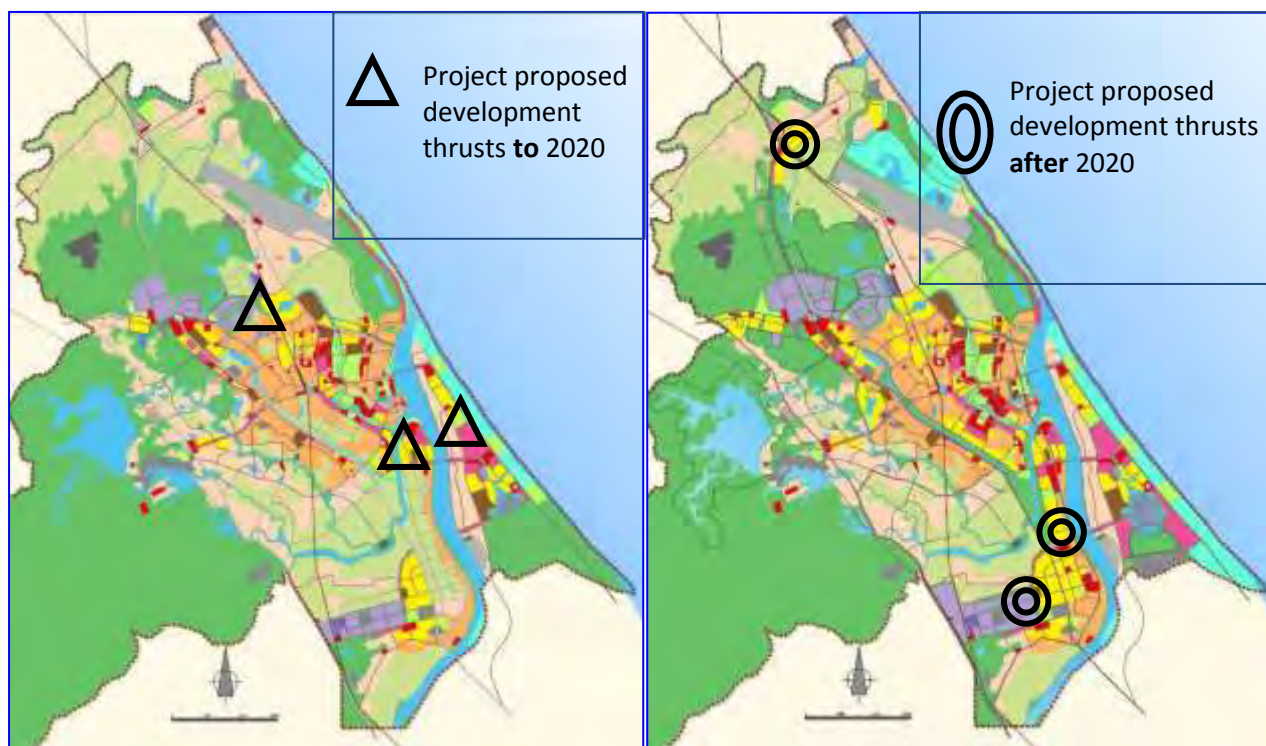 Project proposed
development
thrusts to 2020
Project proposed
development thrusts
after 2020